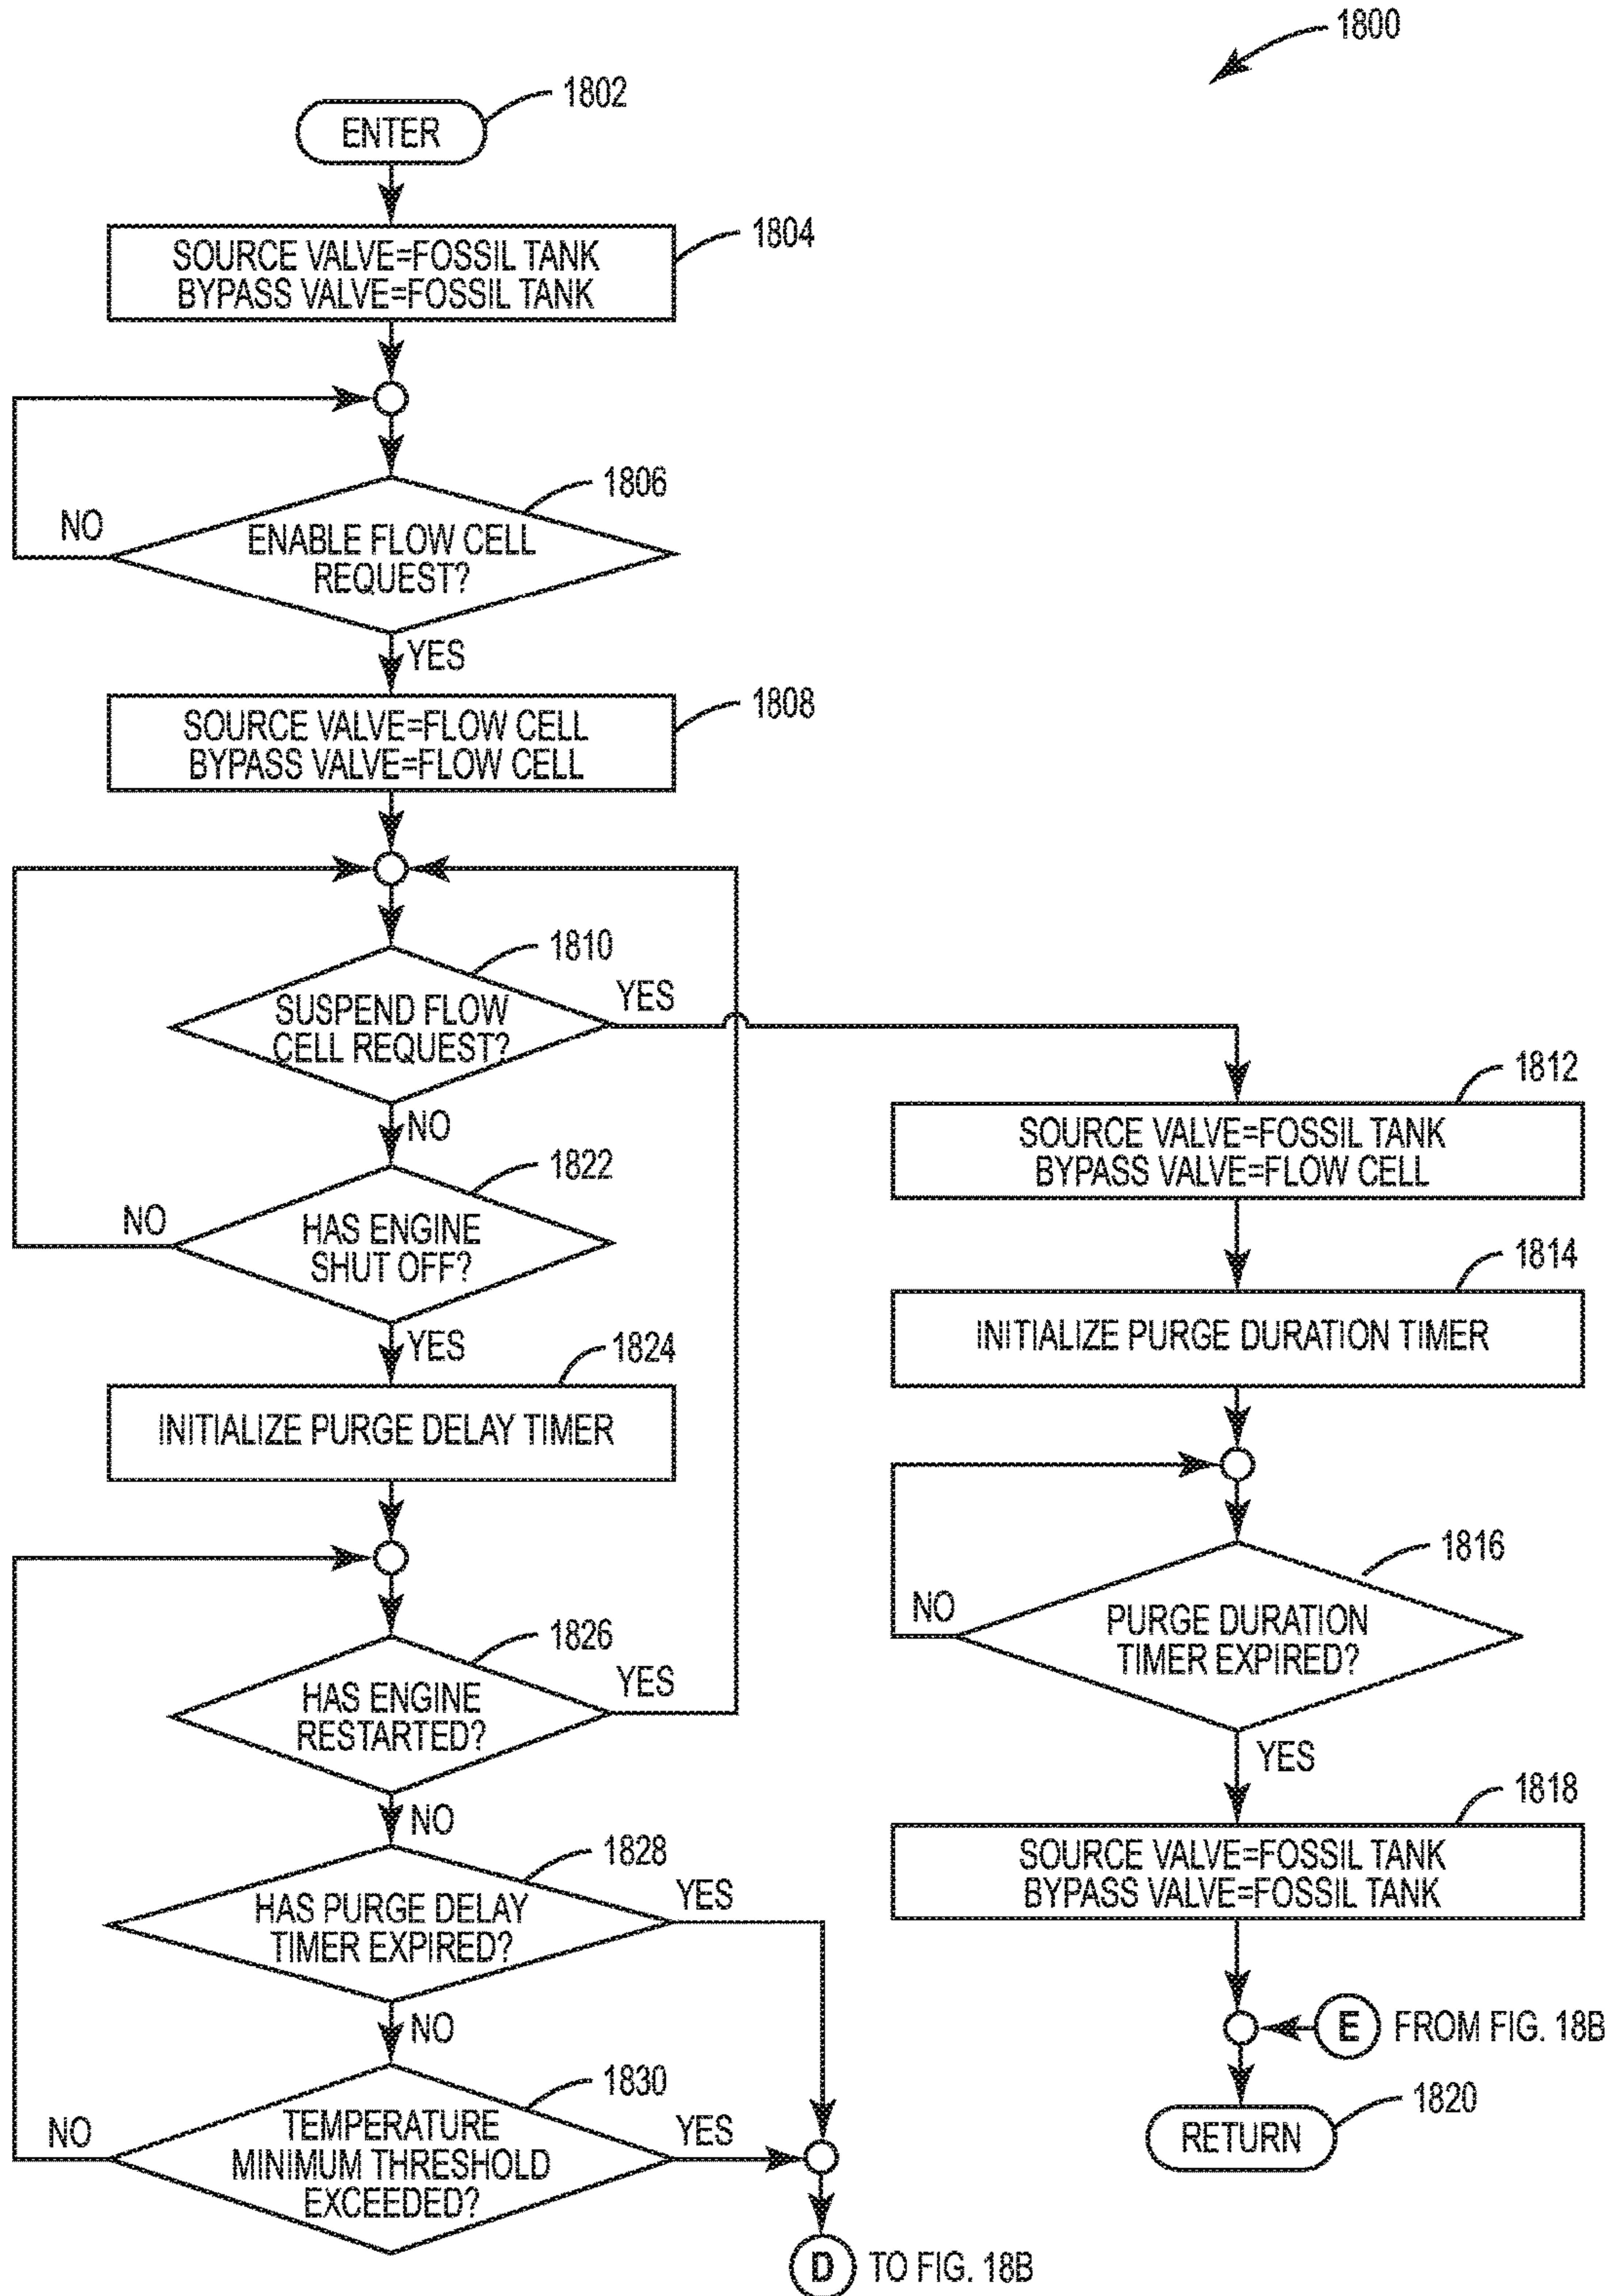 1800
1802
ENTER
1804
SOURCE VALVE=FOSSIL TANK
BYPASS VALVE=FOSSIL TANK
1806
NO
ENABLE FLOW CELL
REQUEST?
YES
1808
SOURCE VALVE=FLOW CELL
BYPASS VALVE=FLOW CELL
1810
SUSPEND FLOW
CELL REQUEST?
YES
NO
1822
NO
HAS ENGINE
SHUT OFF?
YES
1824
INITIALIZE PURGE DELAY TIMER
1826
HAS ENGINE
RESTARTED?
YES
NO
1828
HAS PURGE DELAY
TIMER EXPIRED?
YES
NO
1830
NO
TEMPERATURE
MINIMUM THRESHOLD
EXCEEDED?
YES
D TO FIG. 18B
1812
SOURCE VALVE=FOSSIL TANK
BYPASS VALVE=FLOW CELL
1814
INITIALIZE PURGE DURATION TIMER
1816
NO
PURGE DURATION
TIMER EXPIRED?
YES
1818
SOURCE VALVE=FOSSIL TANK
BYPASS VALVE=FOSSIL TANK
E FROM FIG. 18B
1820
RETURN